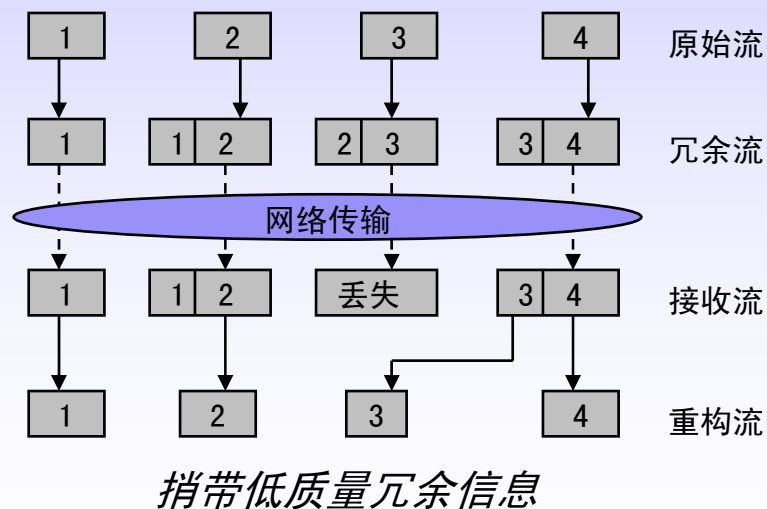 1 2 3 4 原始流
1 1 2 2 3 3 4 冗余流
网络传输
1 1 2 丢失 3 4 接收流
1 2 3 4 重构流
捎带低质量冗余信息